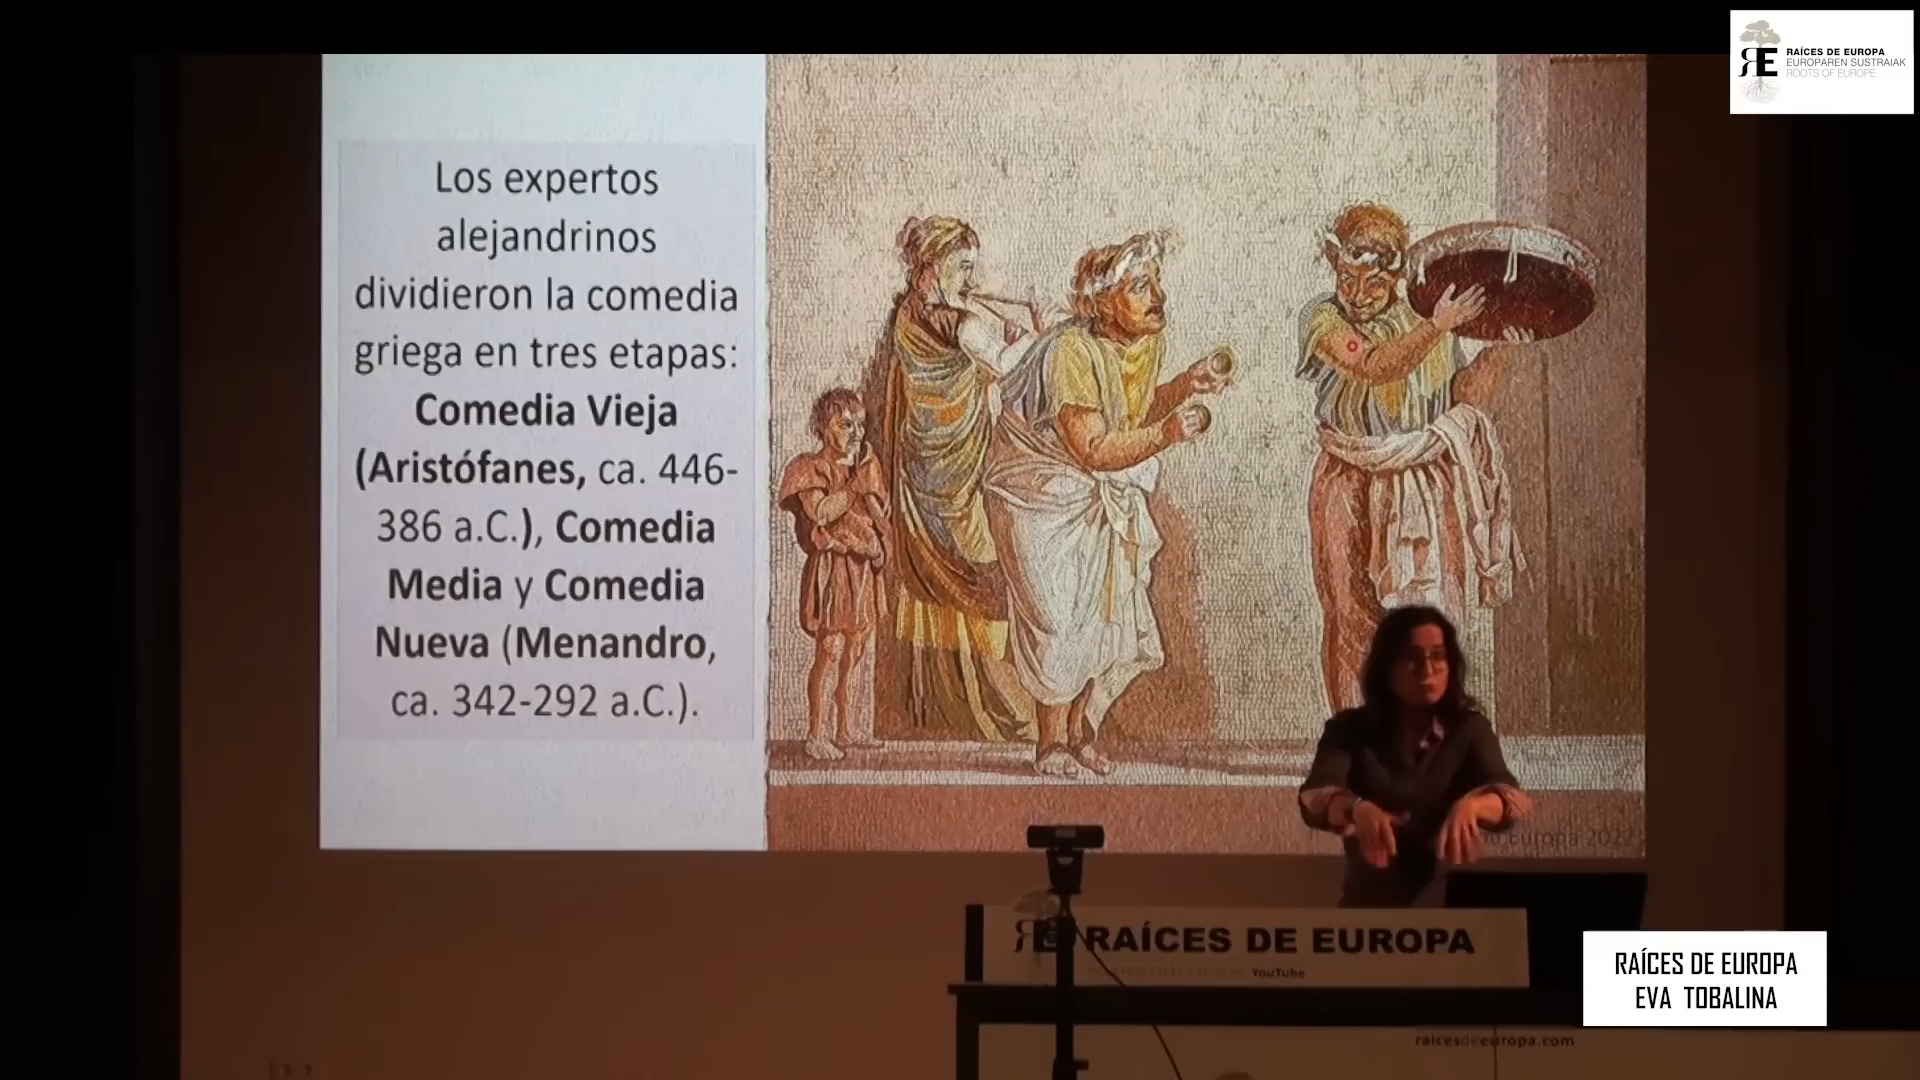 RAÍCES DE EUROPA
EUROPAREN SUSTRAIAK
ROOTS OF EUROPE
Los expertos
alejandrinos
dividieron la comedia
griega en tres etapas:
Comedia Vieja
(Aristófanes, ca. 446-
386 a.C.), Comedia
Media y Comedia
Nueva (Menandro,
ca. 342-292 a.C.).
Europa 2022
RAÍCES DE EUROPA
YouTube
RAÍCES DE EUROPA
EVA TOBALINA
raicesdeeuropa.com